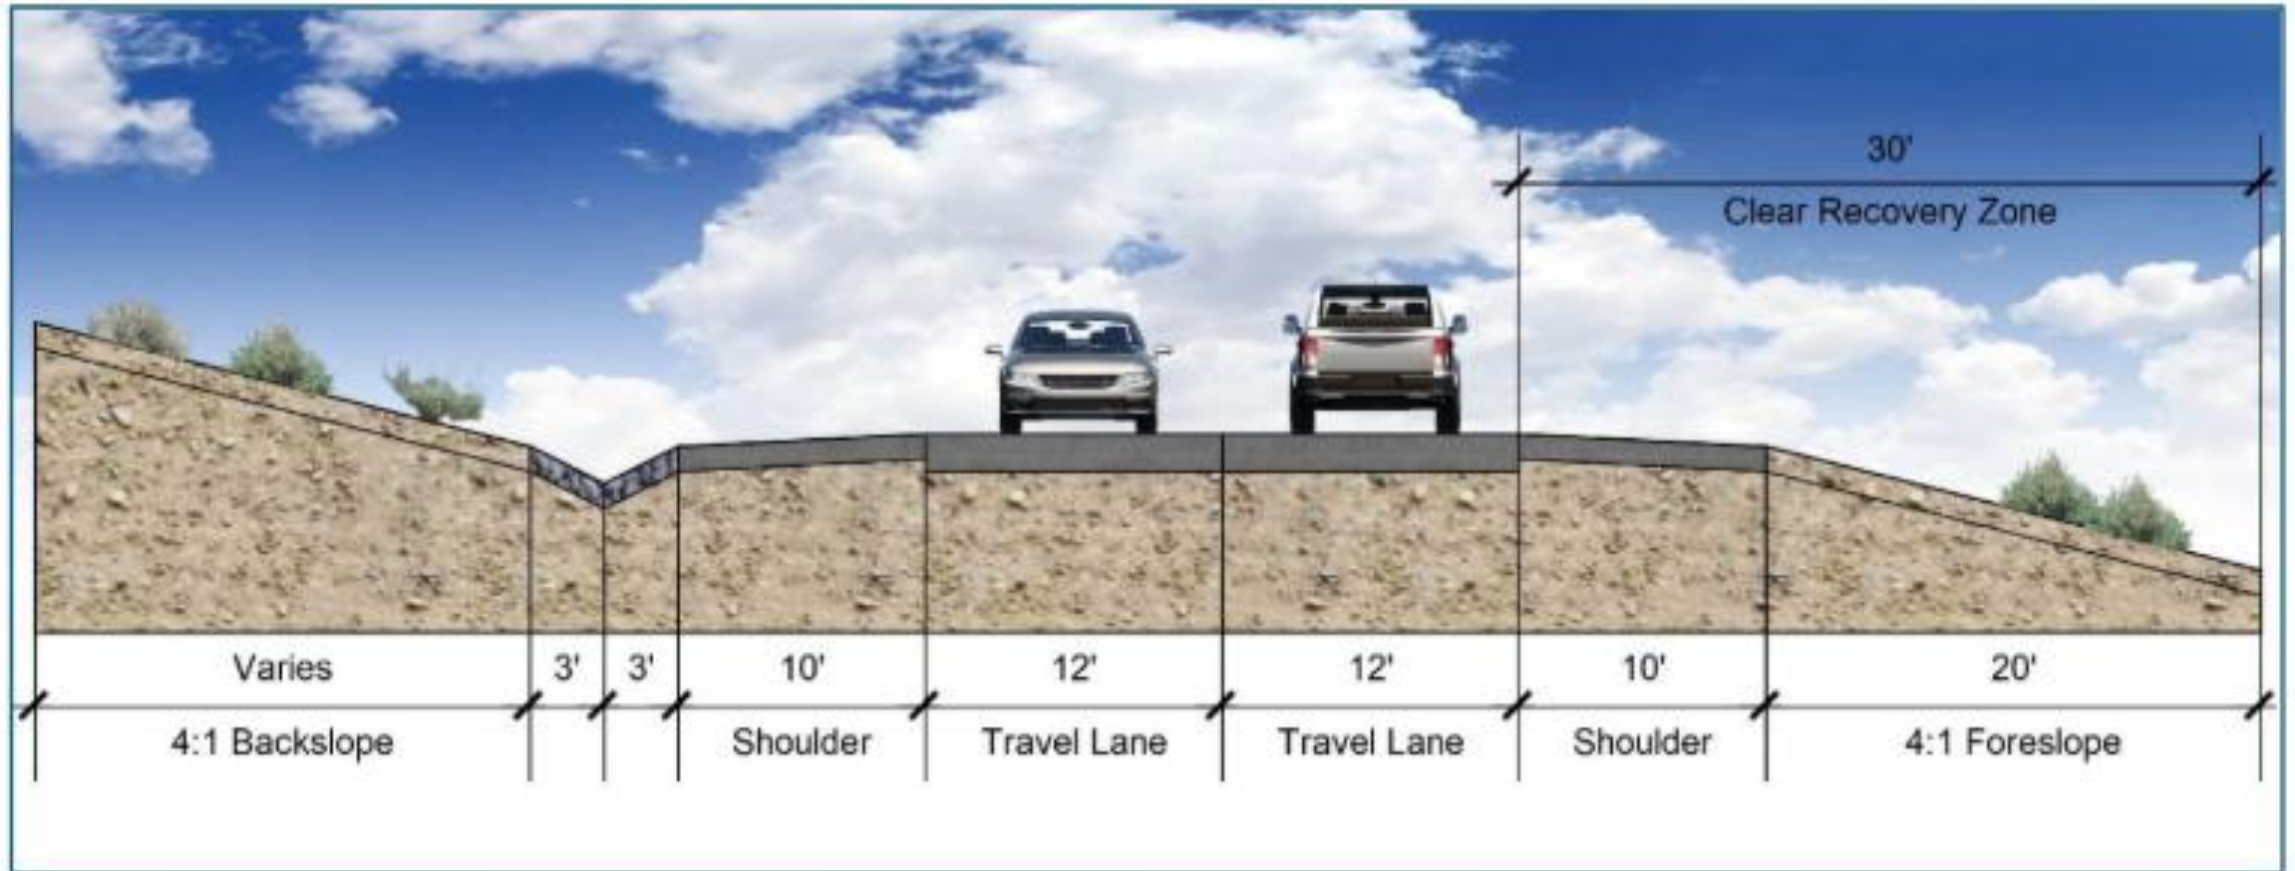 30'
Clear Recovery Zone
Varies 3' 3' 10' 12' 12' 10' 20'
4:1 Backslope Shoulder Travel Lane Travel Lane Shoulder 4:1 Foreslope